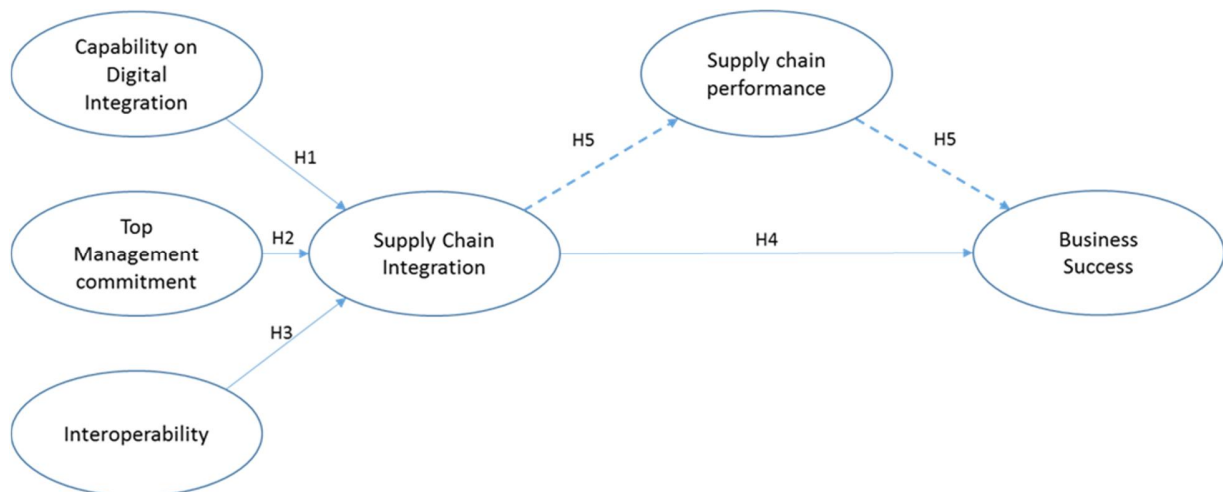 Capability on
Digital
Integration
Supply chain
performance
H1
H5
H5
Top
Management
commitment
H2
Supply Chain
Integration
H4
Business
Success
H3
Interoperability